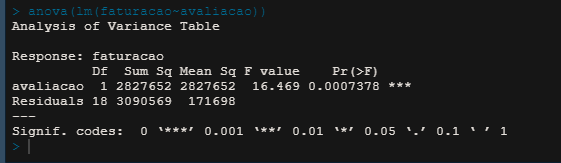 > anova(lm(faturacao~avaliacao))
Analysis of Variance Table

Response: faturacao
          Df  Sum Sq Mean Sq F value    Pr(>F)
avaliacao  1 2827652 2827652  16.469 0.0007378 ***
Residuals 18 3090569  171698
---
Signif. codes:  0 ‘***’ 0.001 ‘**’ 0.01 ‘*’ 0.05 ‘.’ 0.1 ‘ ’ 1
>